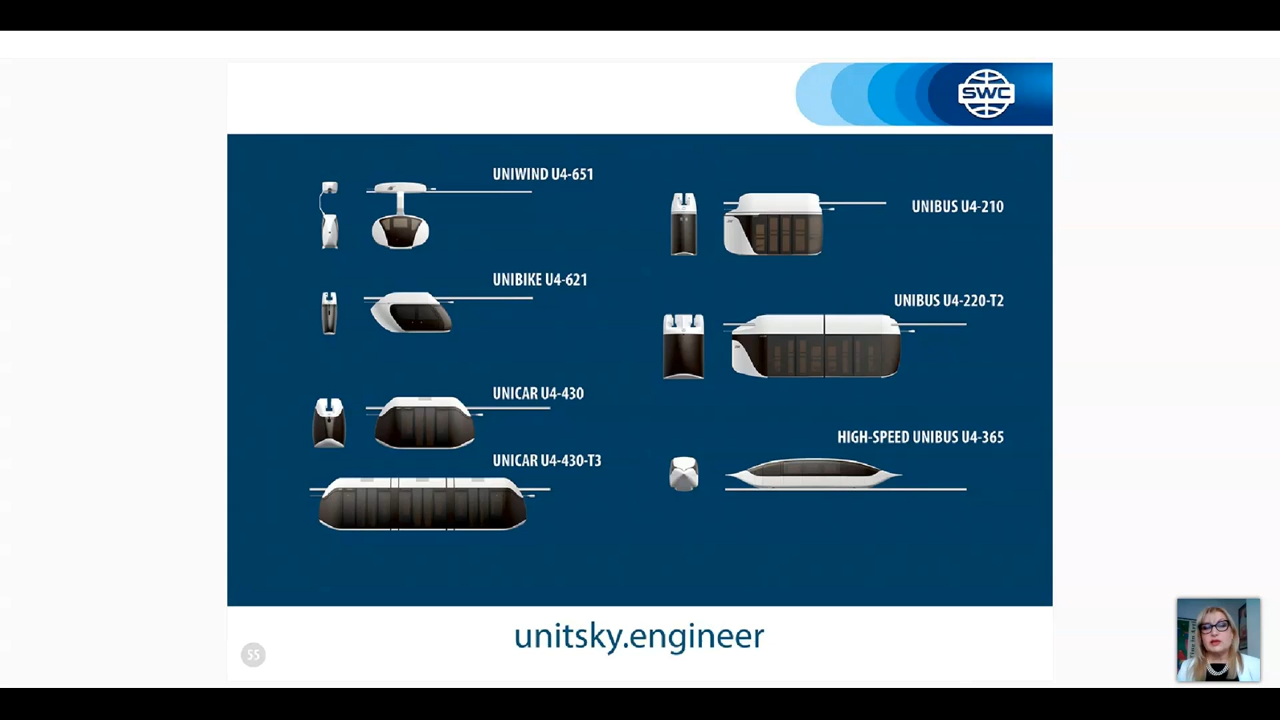 SWC
UNIWIND U4-651
UNIBIKE U4-621
UNICAR U4-430
UNICAR U4-430-T3
UNIBUS U4-210
UNIBUS U4-220-T2
HIGH-SPEED UNIBUS U4-365
unitsky.engineer
55